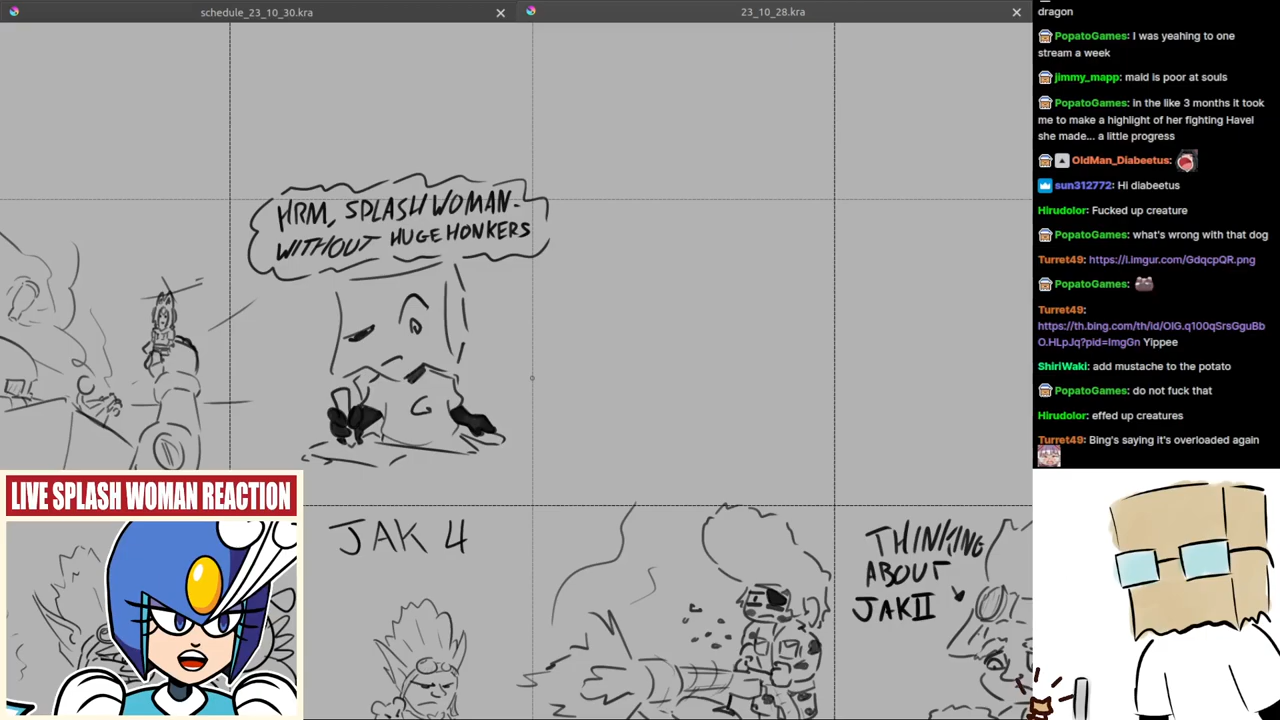 schedule_23_10_30.kra
23_10_28.kra
HRM, SPLASH WOMAN-
WITHOUT HUGE HONKERS
LIVE SPLASH WOMAN REACTION
JAK 4
THINKING
ABOUT
JAK II
dragon
PopatoGames: I was yeahing to one
stream a week
jimmy_mapp: maid is poor at souls
PopatoGames: in the like 3 months it took
me to make a highlight of her fighting Havel
she made... a little progress
OldMan_Diabeetus:
sun312772: HI diabeetus
Hirudolor: Fucked up creature
PopatoGames: what's wrong with that dog
Turret49: https://i.imgur.com/GdqcpQR.png
PopatoGames:
Turret49:
https://th.bing.com/th/id/OIG.q100qSrsGguBb
O.HLpJq?pid=ImgGn Yippee
ShiriWaki: add mustache to the potato
PopatoGames: do not fuck that
Hirudolor: effed up creatures
Turret49: Bing's saying it's overloaded again